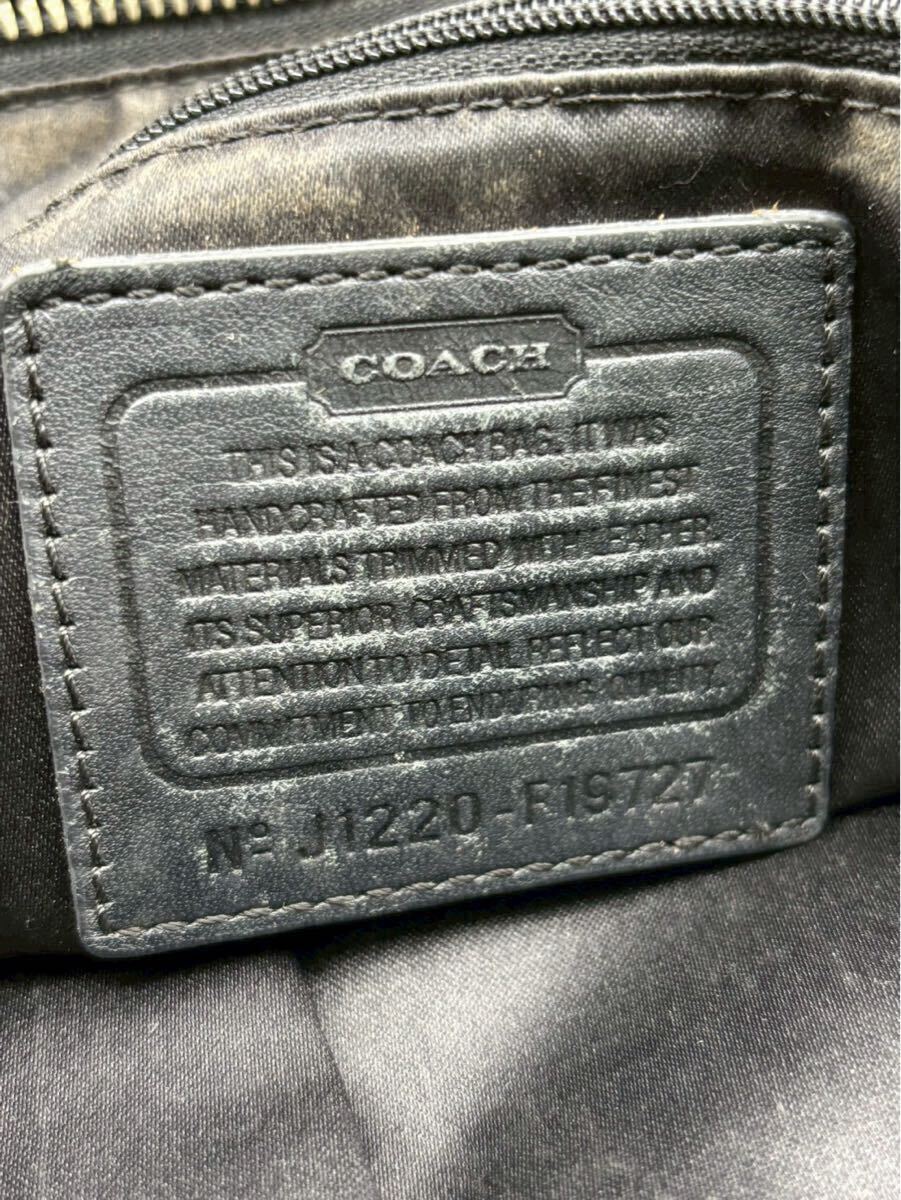 COACH
THIS IS A COACH BAG. IT WAS
HANDCRAFTED FROM THE FINEST
MATERIALS TRIMMED WITH LEATHER.
ITS SUPERIOR CRAFTSMANSHIP AND
ATTENTION TO DETAIL REFLECT OUR
COMMITMENT TO ENDURING QUALITY.
Nº J1220-F19727